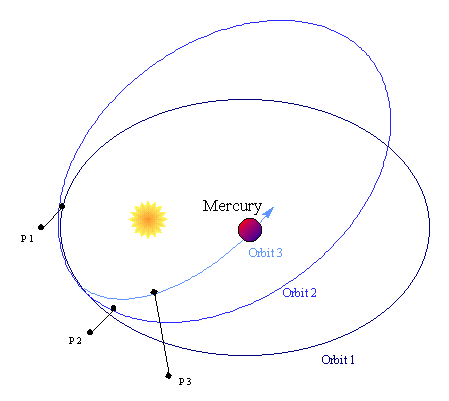 Mercury
P 1
Orbit 3
Orbit 2
P 2
Orbit 1
P 3